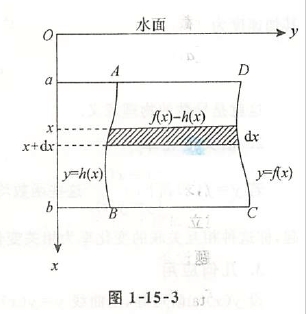 O
水面
y
a
A
D
f(x)-h(x)
x
x+dx
dx
y=h(x)
y=f(x)
b
B
C
x
图 1-15-3